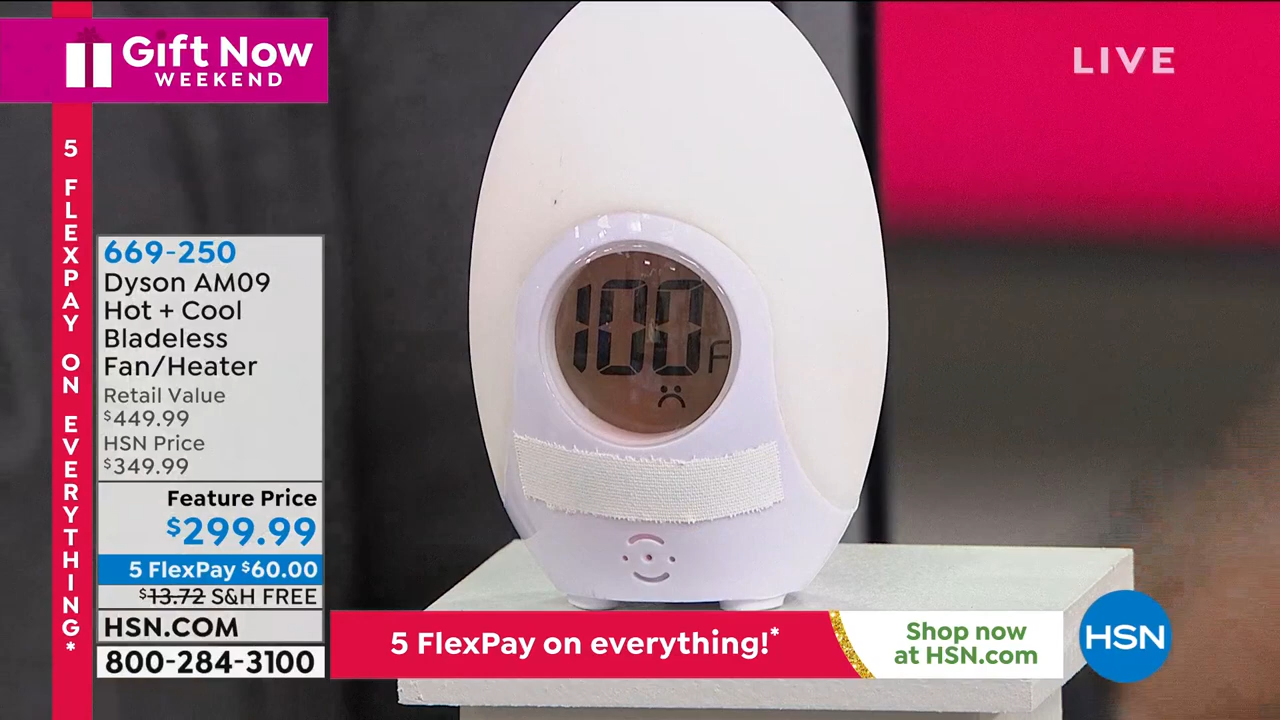 Gift Now
WEEKEND
LIVE
5 FLEXPAY ON EVERYTHING!*
669-250
Dyson AM09
Hot + Cool
Bladeless
Fan/Heater
Retail Value
$449.99
HSN Price
$349.99
Feature Price
$299.99
5 FlexPay $60.00
$13.72 S&H FREE
HSN.COM
800-284-3100
100F
5 FlexPay on everything!*
Shop now
at HSN.com
HSN